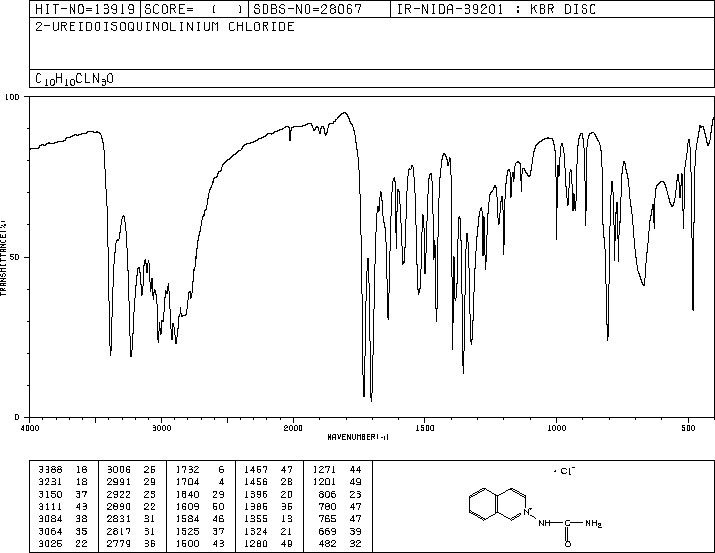 HIT-NO=13919 SCORE= ( ) SDBS-NO=28067 IR-NIDA-39201 : KBR DISC
2-UREIDOISOQUINOLINIUM CHLORIDE
C10H10CLN3O
100
50
0
TRANSMITTANCE(%)
4000 3000 2000 1500 1000 500
WAVENUMBER(-1)
3388 18 3006 26 1732 6 1467 47 1271 44
3231 18 2991 29 1704 4 1456 28 1201 49
3150 37 2922 23 1640 29 1396 20 806 23
3111 43 2890 22 1609 50 1386 36 780 47
3084 38 2831 31 1584 46 1355 13 765 47
3064 35 2817 31 1525 37 1324 21 669 39
3025 22 2779 36 1500 43 1280 48 482 32
· Cl⁻
N⁺
NH C NH2
O